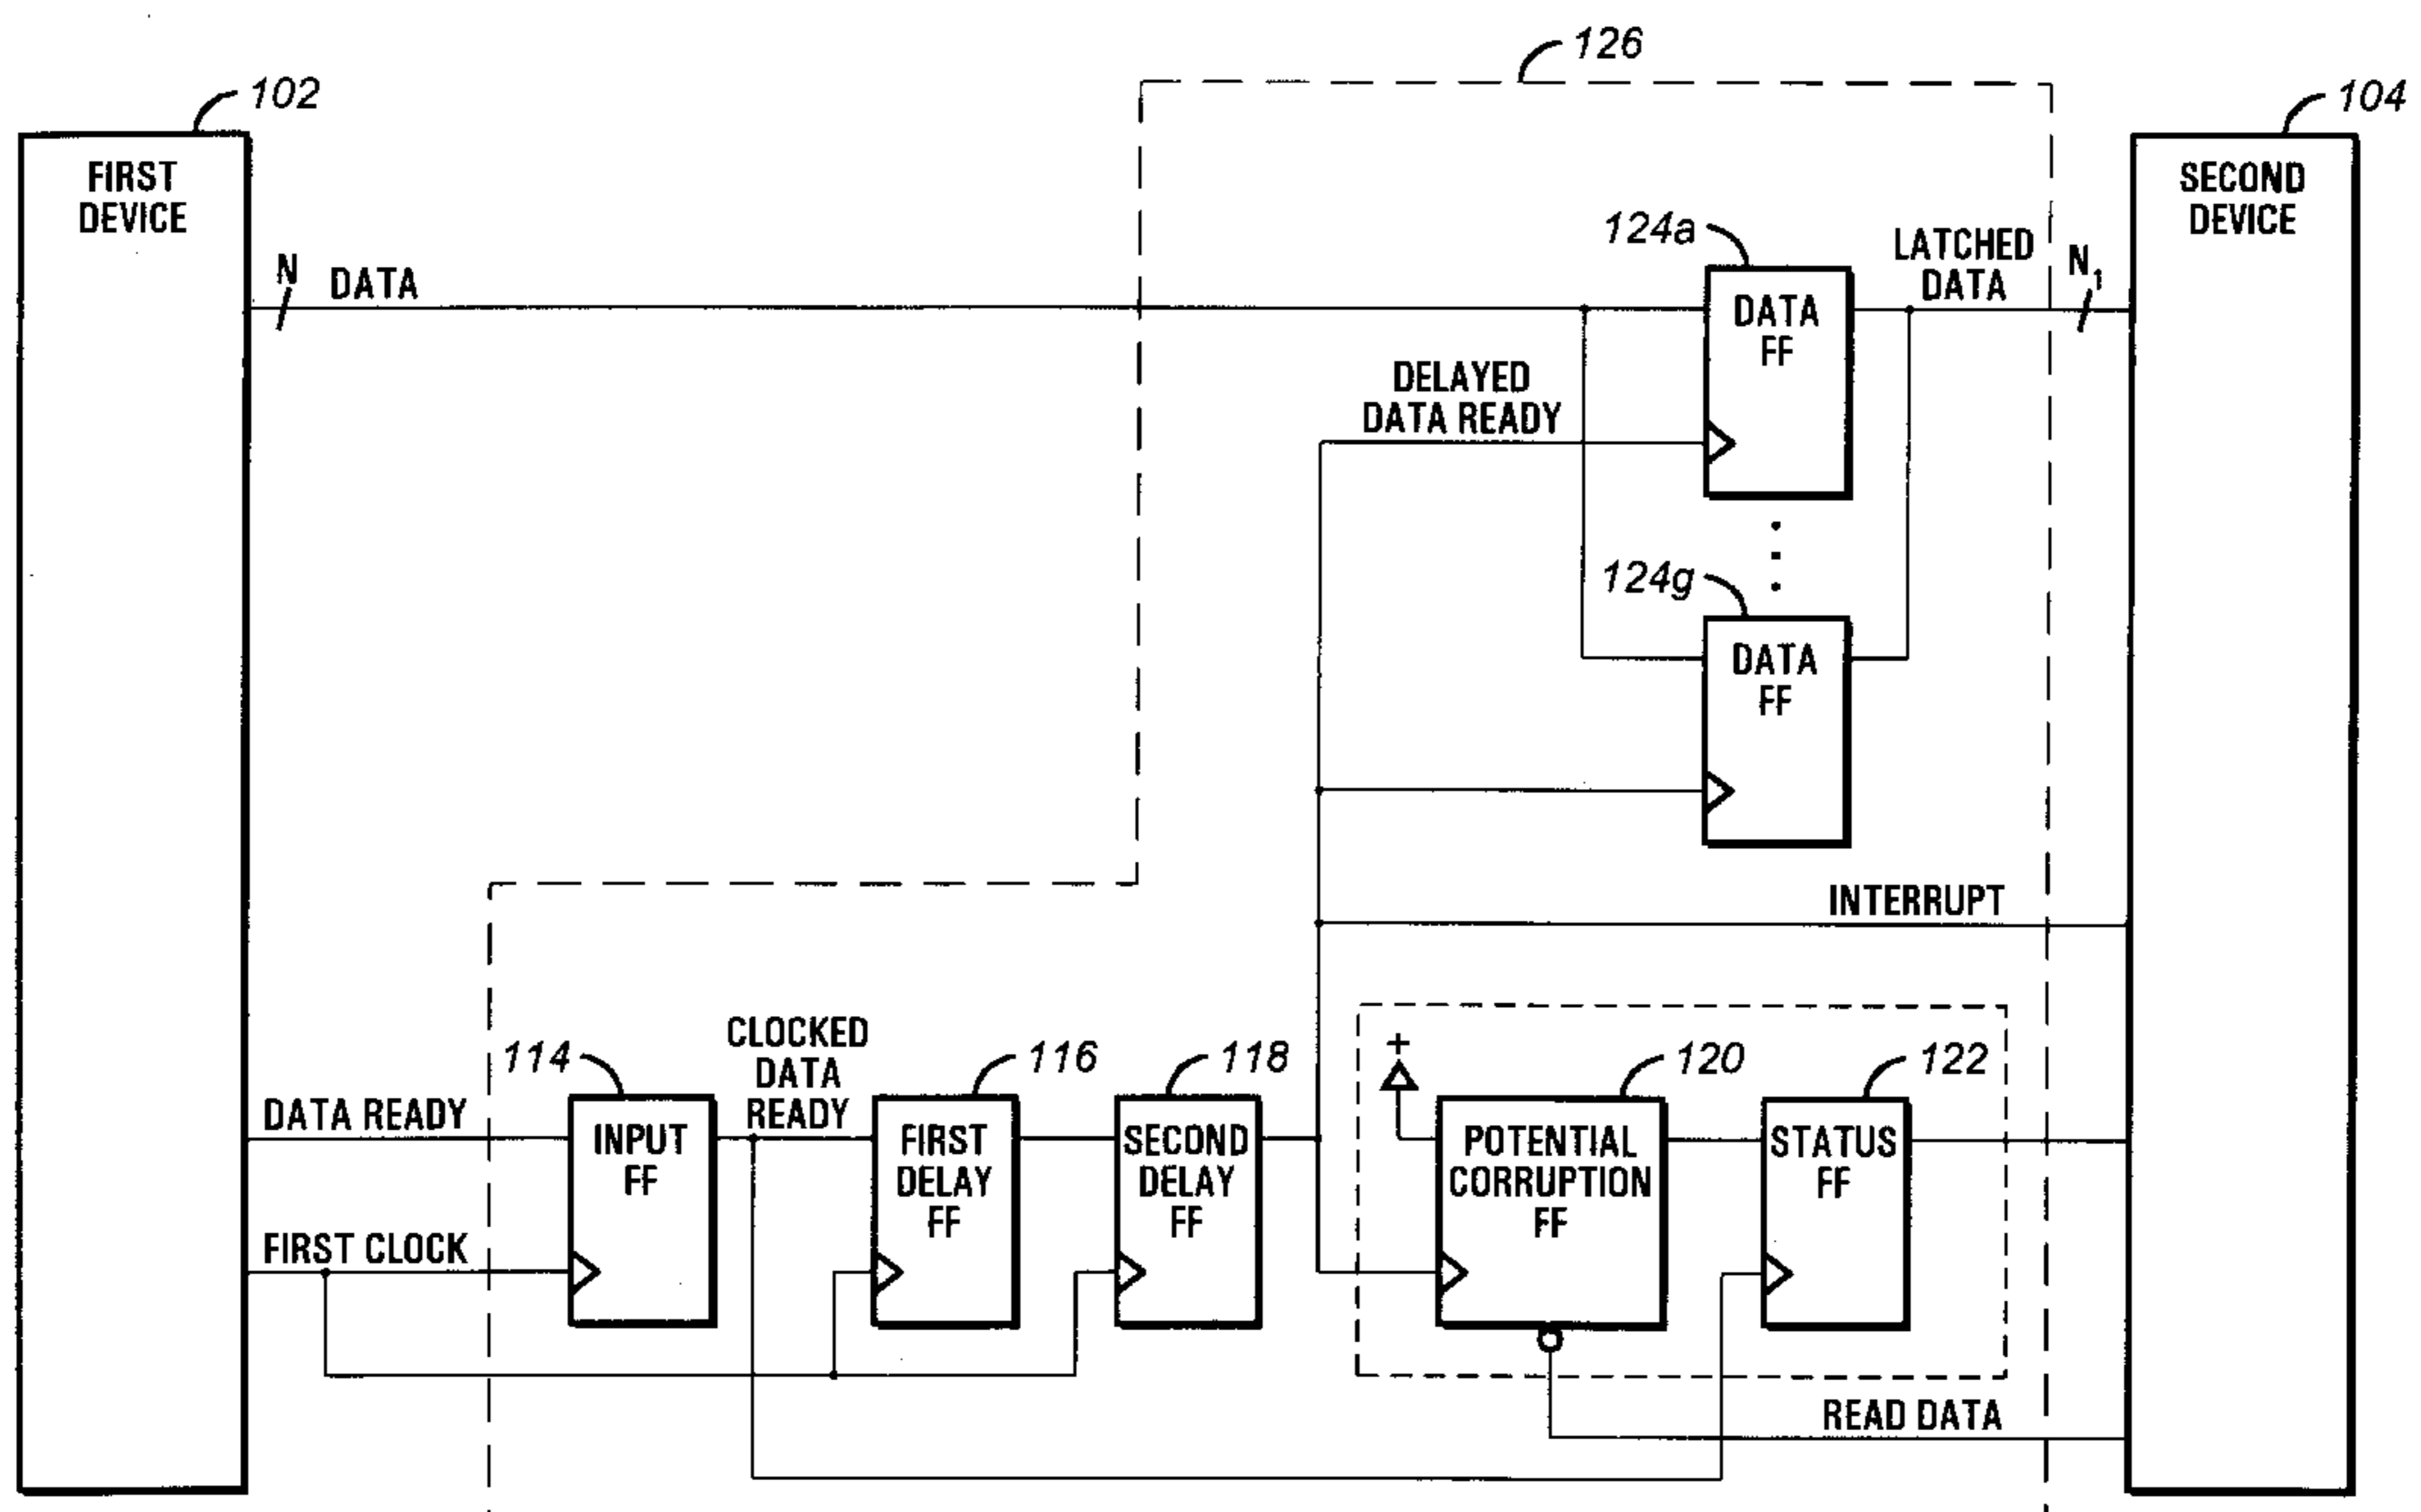 126
102
104
FIRST
DEVICE
SECOND
DEVICE
124a
LATCHED
DATA
N
DATA
N1
DATA
FF
DELAYED
DATA READY
124g
DATA
FF
INTERRUPT
114
CLOCKED
DATA
READY
116
118
+
120
122
DATA READY
INPUT
FF
FIRST
DELAY
FF
SECOND
DELAY
FF
POTENTIAL
CORRUPTION
FF
STATUS
FF
FIRST CLOCK
READ DATA